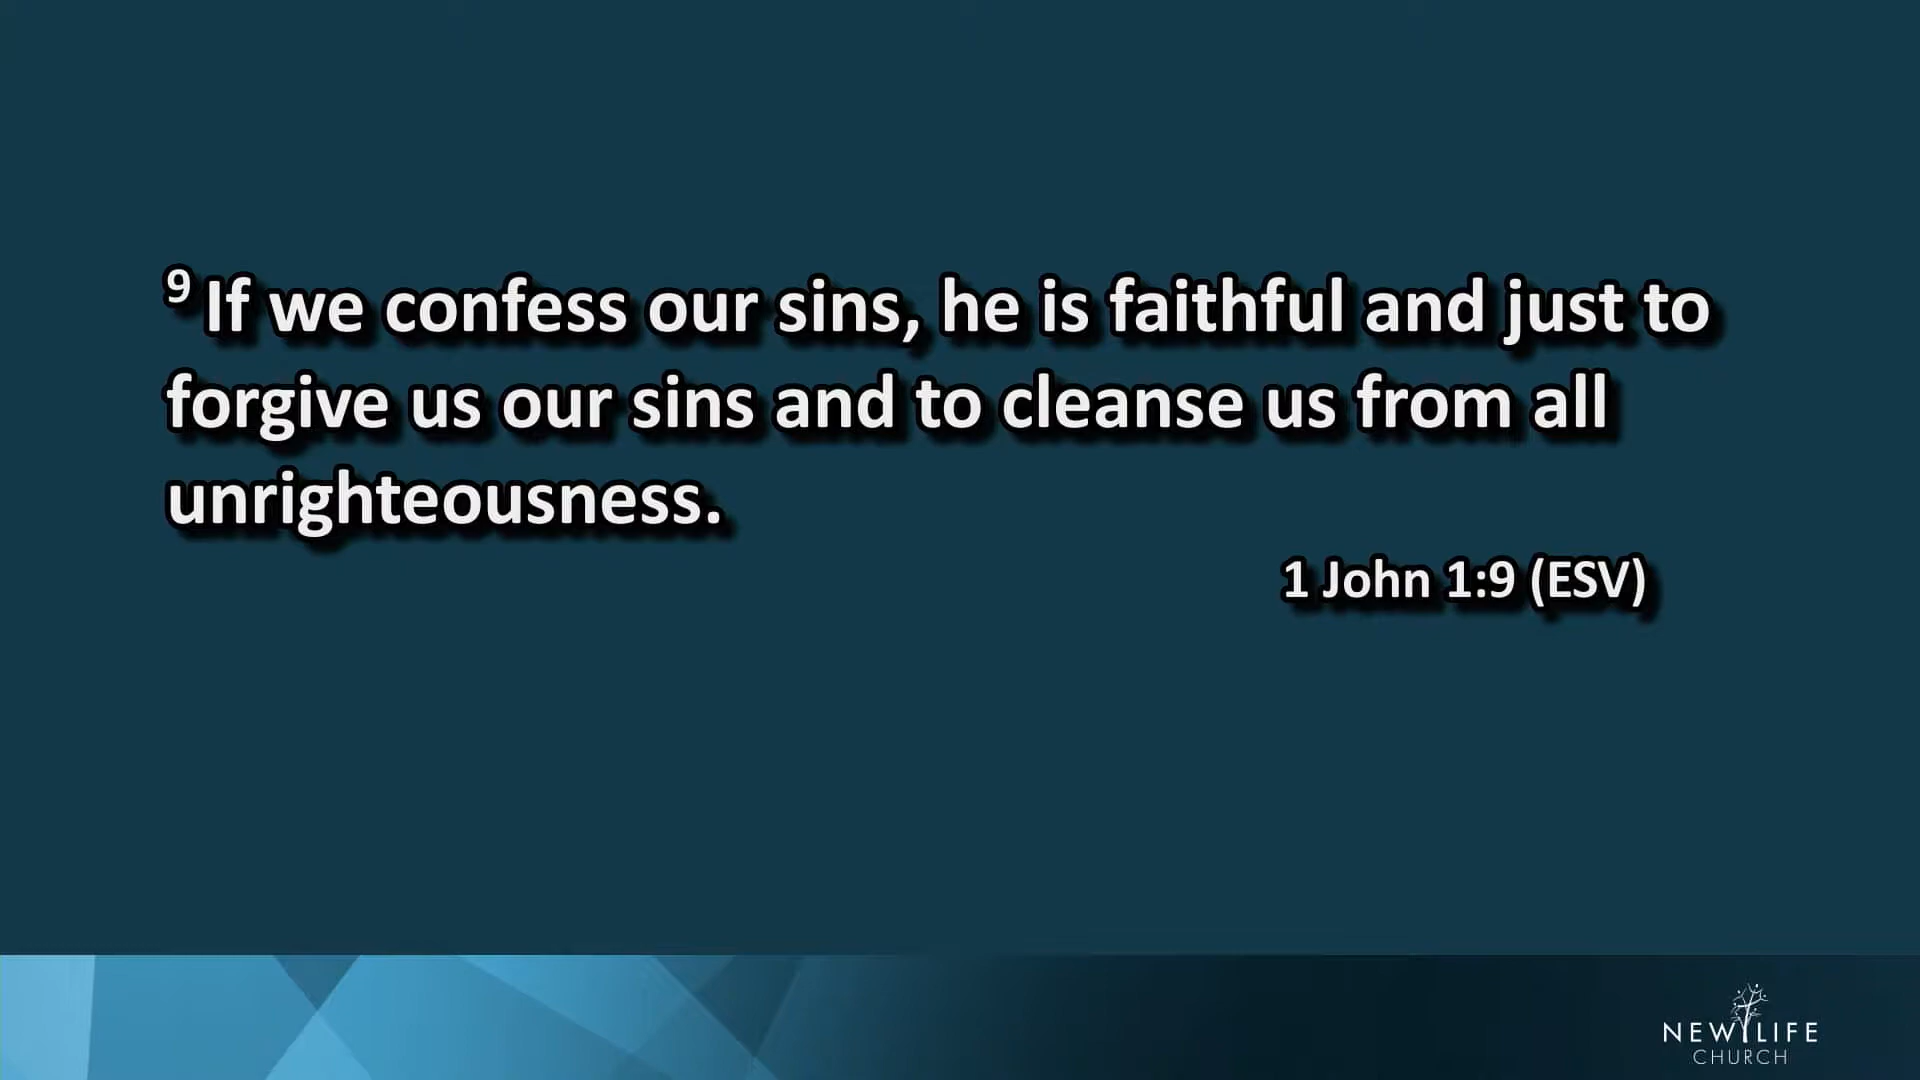 9 If we confess our sins, he is faithful and just to
forgive us our sins and to cleanse us from all
unrighteousness.
1 John 1:9 (ESV)
NEW LIFE
CHURCH